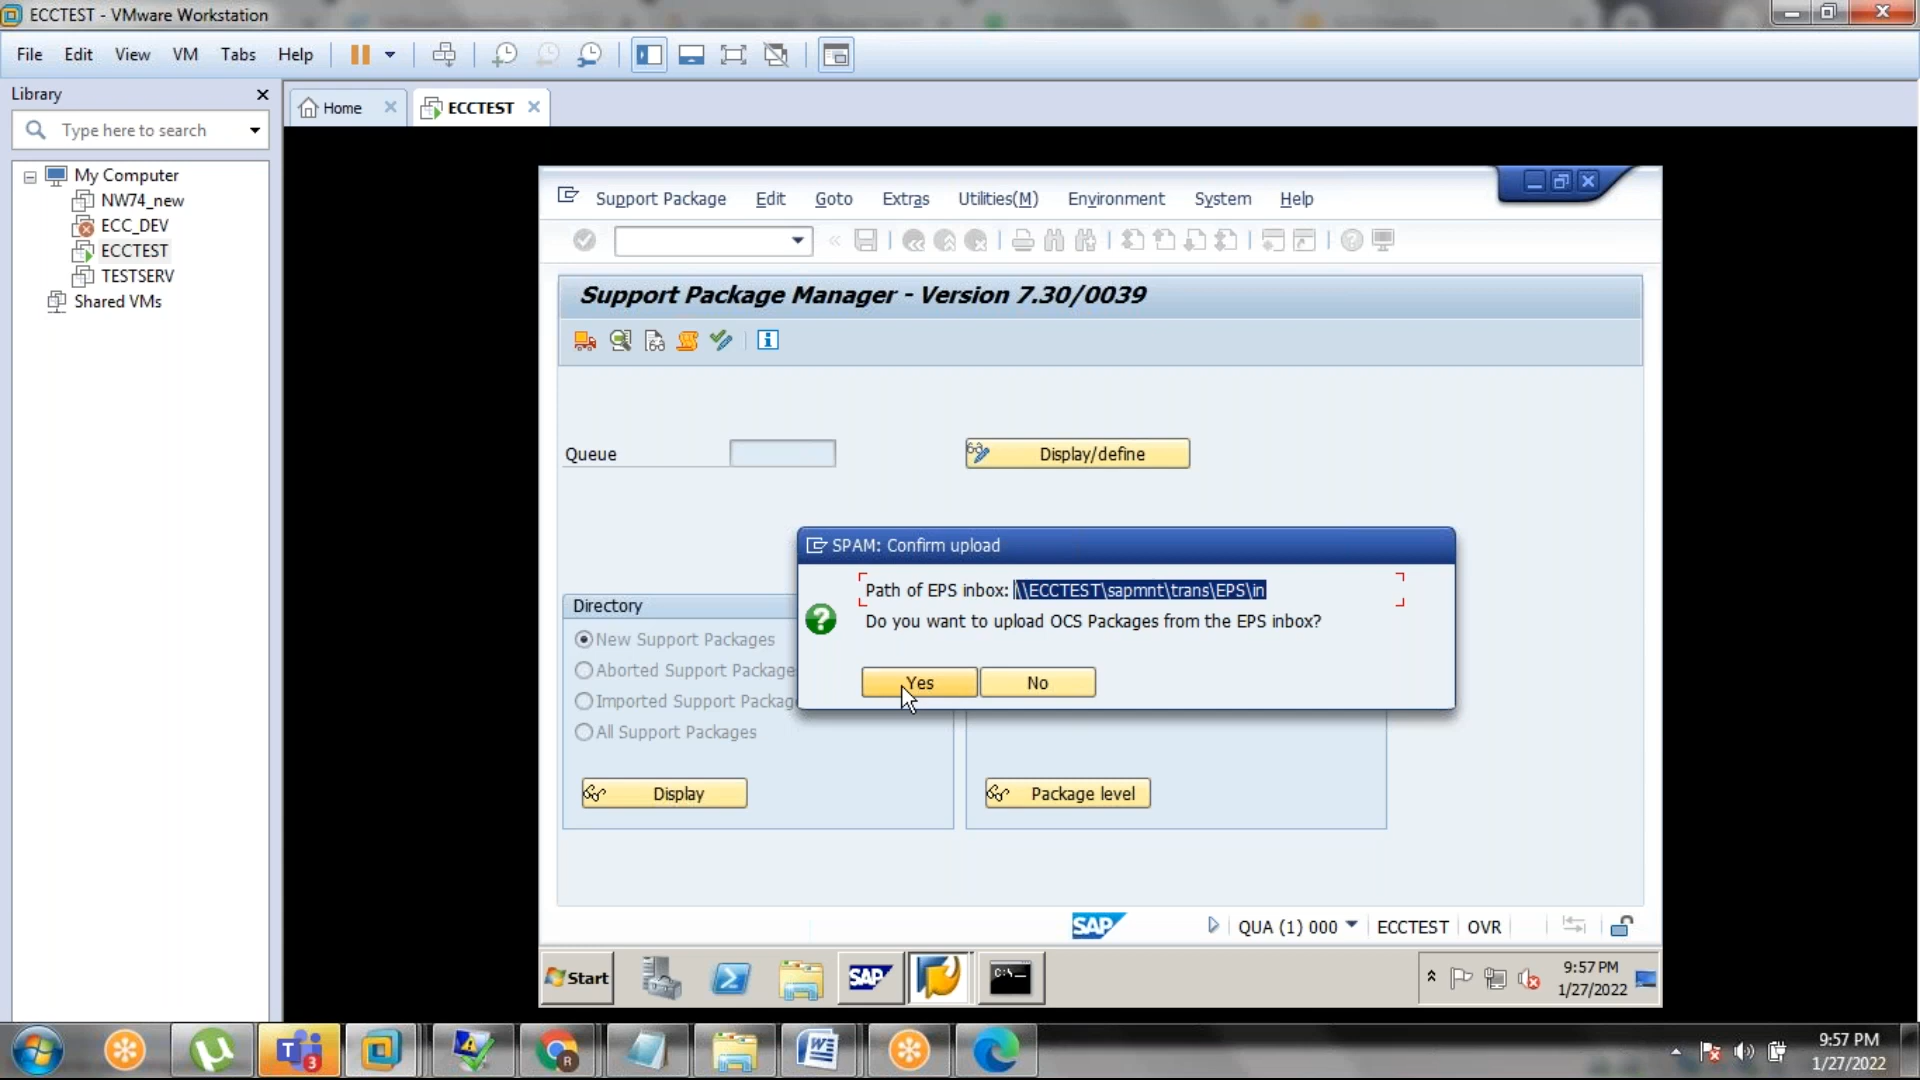 ECCTEST - VMware Workstation
File Edit View VM Tabs Help
Library
Home
ECCTEST
Type here to search
My Computer
NW74_new
ECC_DEV
ECCTEST
TESTSERV
Shared VMs
Support Package Edit Goto Extras Utilities(M) Environment System Help
Support Package Manager - Version 7.30/0039
Queue
Display/define
SPAM: Confirm upload
Path of EPS inbox: \\ECCTEST\sapmnt\trans\EPS\in
Do you want to upload OCS Packages from the EPS inbox?
Yes
No
Directory
New Support Packages
Aborted Support Package
Imported Support Packag
All Support Packages
Display
Package level
SAP
QUA (1) 000
ECCTEST
OVR
Start
SAP
C:\
9:57 PM
1/27/2022
T
3
R
W
9:57 PM
1/27/2022